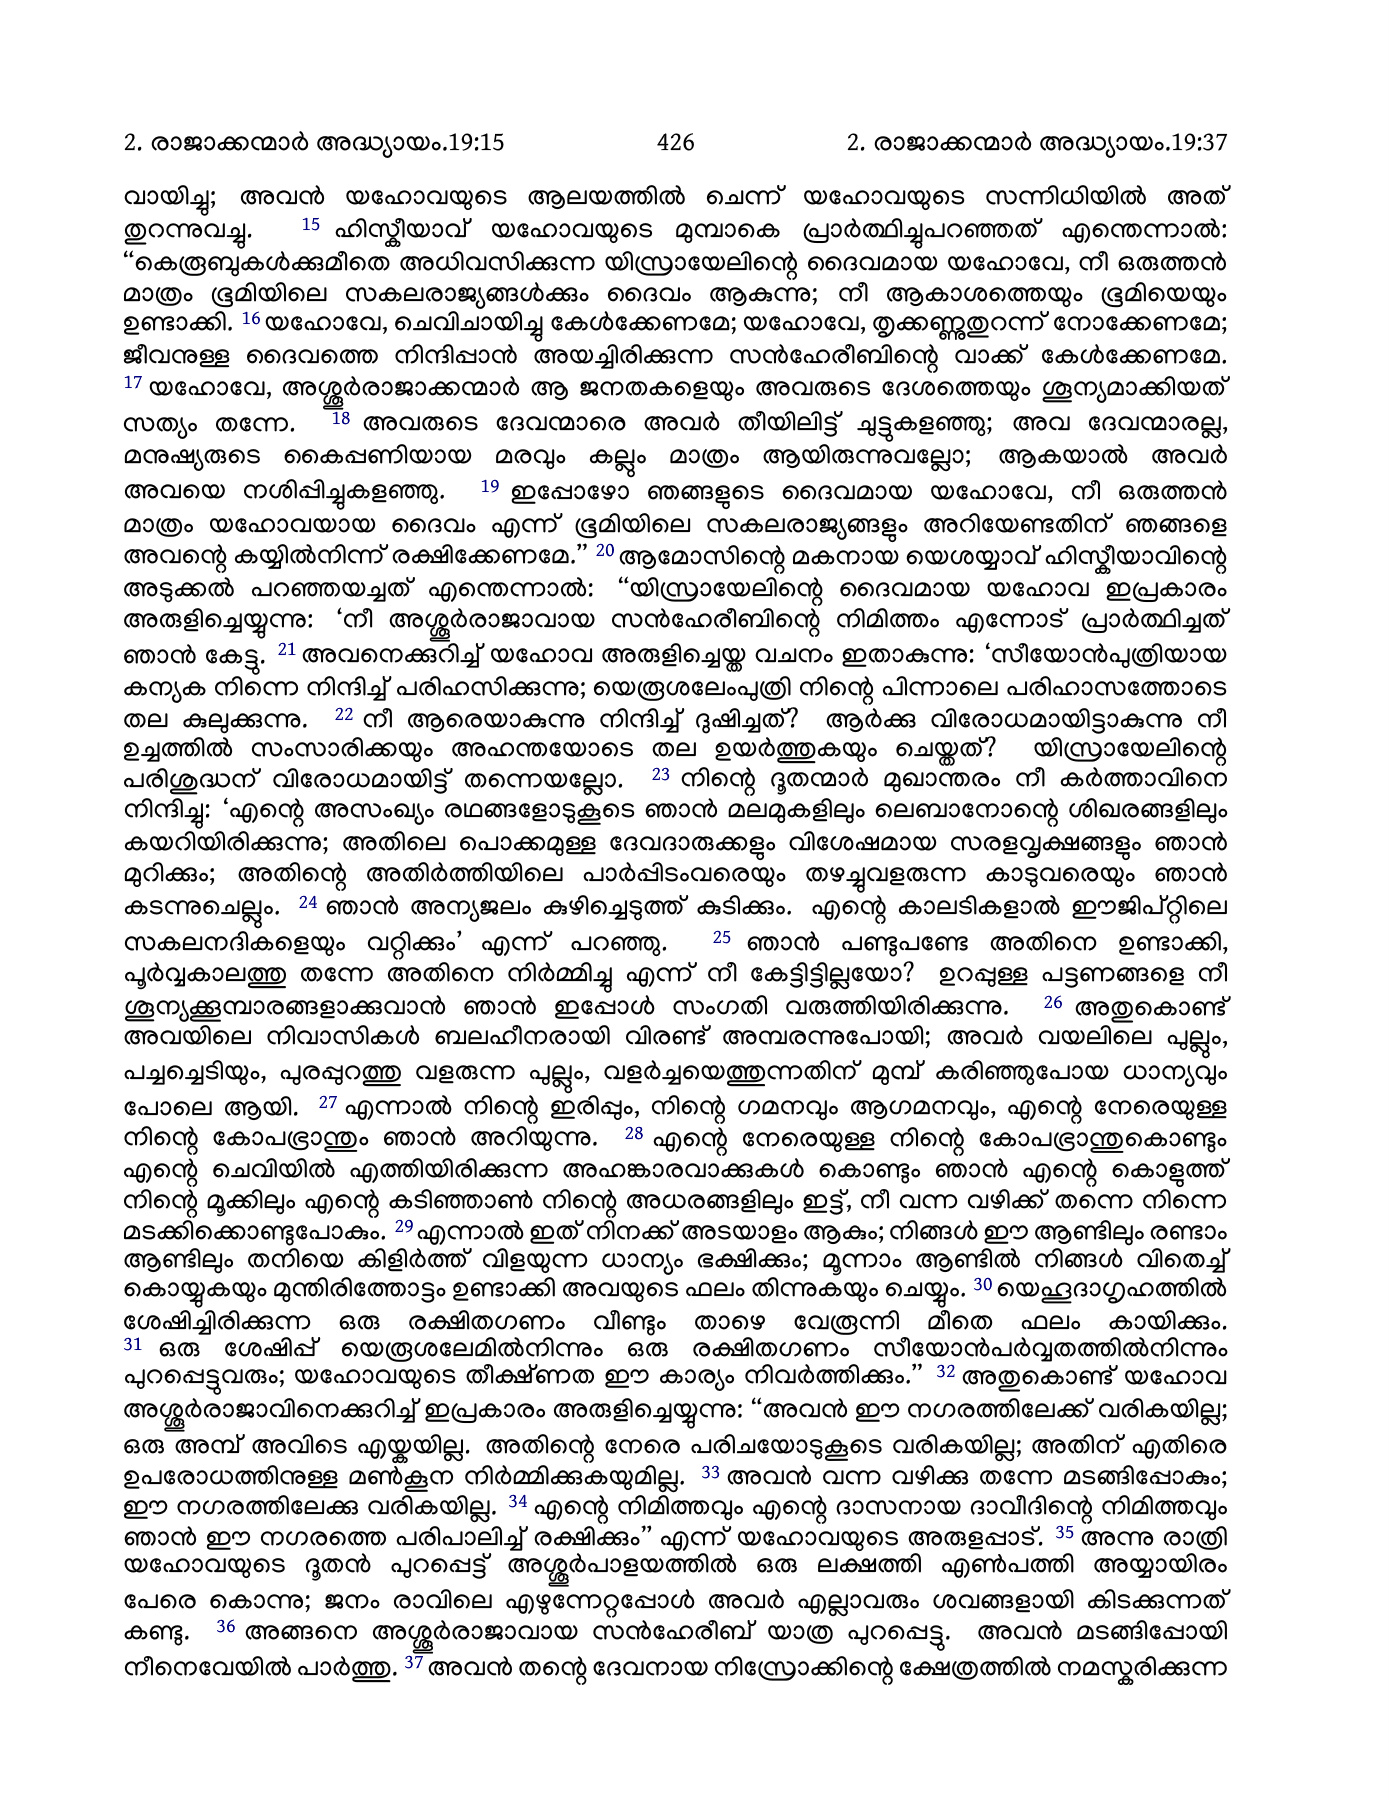 2. രാജാക്കന്മാർ അദ്ധ്യായം.19:15 426 2. രാജാക്കന്മാർ അദ്ധ്യായം.19:37
വായിച്ചു; അവൻ യഹോവയുടെ ആലയത്തിൽ ചെന്ന് യഹോവയുടെ സന്നിധിയിൽ അത്
തുറന്നുവച്ചു. 15 ഹിസ്കീയാവ് യഹോവയുടെ മുമ്പാകെ പ്രാർത്ഥിച്ചുപറഞ്ഞത് എന്തെന്നാൽ:
“കെരൂബുകൾക്കുമീതെ അധിവസിക്കുന്ന യിസ്രായേലിന്റെ ദൈവമായ യഹോവേ, നീ ഒരുത്തൻ
മാത്രം ഭൂമിയിലെ സകലരാജ്യങ്ങൾക്കും ദൈവം ആകുന്നു; നീ ആകാശത്തെയും ഭൂമിയെയും
ഉണ്ടാക്കി. 16 യഹോവേ, ചെവിചായിച്ചു കേൾക്കേണമേ; യഹോവേ, തൃക്കണ്ണുതുറന്ന് നോക്കേണമേ;
ജീവനുള്ള ദൈവത്തെ നിന്ദിപ്പാൻ അയച്ചിരിക്കുന്ന സൻഹേരീബിന്റെ വാക്ക് കേൾക്കേണമേ.
17 യഹോവേ, അശ്ശൂർരാജാക്കന്മാർ ആ ജനതകളെയും അവരുടെ ദേശത്തെയും ശൂന്യമാക്കിയത്
സത്യം തന്നേ. 18 അവരുടെ ദേവന്മാരെ അവർ തീയിലിട്ട് ചുട്ടുകളഞ്ഞു; അവ ദേവന്മാരല്ല,
മനുഷ്യരുടെ കൈപ്പണിയായ മരവും കല്ലും മാത്രം ആയിരുന്നുവല്ലോ; ആകയാൽ അവർ
അവയെ നശിപ്പിച്ചുകളഞ്ഞു. 19 ഇപ്പോഴോ ഞങ്ങളുടെ ദൈവമായ യഹോവേ, നീ ഒരുത്തൻ
മാത്രം യഹോവയായ ദൈവം എന്ന് ഭൂമിയിലെ സകലരാജ്യങ്ങളും അറിയേണ്ടതിന് ഞങ്ങളെ
അവന്റെ കയ്യിൽനിന്ന് രക്ഷിക്കേണമേ.” 20 ആമോസിന്റെ മകനായ യെശയ്യാവ് ഹിസ്കീയാവിന്റെ
അടുക്കൽ പറഞ്ഞയച്ചത് എന്തെന്നാൽ: “യിസ്രായേലിന്റെ ദൈവമായ യഹോവ ഇപ്രകാരം
അരുളിച്ചെയ്യുന്നു: ‘നീ അശ്ശൂർരാജാവായ സൻഹേരീബിന്റെ നിമിത്തം എന്നോട് പ്രാർത്ഥിച്ചത്
ഞാൻ കേട്ടു. 21 അവനെക്കുറിച്ച് യഹോവ അരുളിച്ചെയ്ത വചനം ഇതാകുന്നു: ‘സീയോൻപുത്രിയായ
കന്യക നിന്നെ നിന്ദിച്ച് പരിഹസിക്കുന്നു; യെരൂശലേംപുത്രി നിന്റെ പിന്നാലെ പരിഹാസത്തോടെ
തല കുലുക്കുന്നു. 22 നീ ആരെയാകുന്നു നിന്ദിച്ച് ദുഷിച്ചത്? ആർക്കു വിരോധമായിട്ടാകുന്നു നീ
ഉച്ചത്തിൽ സംസാരിക്കയും അഹന്തയോടെ തല ഉയർത്തുകയും ചെയ്തത്? യിസ്രായേലിന്റെ
പരിശുദ്ധന് വിരോധമായിട്ട് തന്നെയല്ലോ. 23 നിന്റെ ദൂതന്മാർ മുഖാന്തരം നീ കർത്താവിനെ
നിന്ദിച്ചു: ‘എന്റെ അസംഖ്യം രഥങ്ങളോടുകൂടെ ഞാൻ മലമുകളിലും ലെബാനോന്റെ ശിഖരങ്ങളിലും
കയറിയിരിക്കുന്നു; അതിലെ പൊക്കമുള്ള ദേവദാരുക്കളും വിശേഷമായ സരളവൃക്ഷങ്ങളും ഞാൻ
മുറിക്കും; അതിന്റെ അതിർത്തിയിലെ പാർപ്പിടംവരെയും തഴച്ചുവളരുന്ന കാടുവരെയും ഞാൻ
കടന്നുചെല്ലും. 24 ഞാൻ അന്യജലം കുഴിച്ചെടുത്ത് കുടിക്കും. എന്റെ കാലടികളാൽ ഈജിപ്റ്റിലെ
സകലനദികളെയും വറ്റിക്കും’ എന്ന് പറഞ്ഞു. 25 ഞാൻ പണ്ടുപണ്ടേ അതിനെ ഉണ്ടാക്കി,
പൂർവ്വകാലത്തു തന്നേ അതിനെ നിർമ്മിച്ചു എന്ന് നീ കേട്ടിട്ടില്ലയോ? ഉറപ്പുള്ള പട്ടണങ്ങളെ നീ
ശൂന്യക്കൂമ്പാരങ്ങളാക്കുവാൻ ഞാൻ ഇപ്പോൾ സംഗതി വരുത്തിയിരിക്കുന്നു. 26 അതുകൊണ്ട്
അവയിലെ നിവാസികൾ ബലഹീനരായി വിരണ്ട് അമ്പരന്നുപോയി; അവർ വയലിലെ പുല്ലും,
പച്ചച്ചെടിയും, പുരപ്പുറത്തു വളരുന്ന പുല്ലും, വളർച്ചയെത്തുന്നതിന് മുമ്പ് കരിഞ്ഞുപോയ ധാന്യവും
പോലെ ആയി. 27 എന്നാൽ നിന്റെ ഇരിപ്പും, നിന്റെ ഗമനവും ആഗമനവും, എന്റെ നേരെയുള്ള
നിന്റെ കോപഭ്രാന്തും ഞാൻ അറിയുന്നു. 28 എന്റെ നേരെയുള്ള നിന്റെ കോപഭ്രാന്തുകൊണ്ടും
എന്റെ ചെവിയിൽ എത്തിയിരിക്കുന്ന അഹങ്കാരവാക്കുകൾ കൊണ്ടും ഞാൻ എന്റെ കൊളുത്ത്
നിന്റെ മൂക്കിലും എന്റെ കടിഞ്ഞാൺ നിന്റെ അധരങ്ങളിലും ഇട്ട്, നീ വന്ന വഴിക്ക് തന്നെ നിന്നെ
മടക്കിക്കൊണ്ടുപോകും. 29 എന്നാൽ ഇത് നിനക്ക് അടയാളം ആകും; നിങ്ങൾ ഈ ആണ്ടിലും രണ്ടാം
ആണ്ടിലും തനിയെ കിളിർത്ത് വിളയുന്ന ധാന്യം ഭക്ഷിക്കും; മൂന്നാം ആണ്ടിൽ നിങ്ങൾ വിതെച്ച്
കൊയ്യുകയും മുന്തിരിത്തോട്ടം ഉണ്ടാക്കി അവയുടെ ഫലം തിന്നുകയും ചെയ്യും. 30 യെഹൂദാഗൃഹത്തിൽ
ശേഷിച്ചിരിക്കുന്ന ഒരു രക്ഷിതഗണം വീണ്ടും താഴെ വേരൂന്നി മീതെ ഫലം കായിക്കും.
31 ഒരു ശേഷിപ്പ് യെരൂശലേമിൽനിന്നും ഒരു രക്ഷിതഗണം സീയോൻപർവ്വതത്തിൽനിന്നും
പുറപ്പെട്ടുവരും; യഹോവയുടെ തീക്ഷ്ണത ഈ കാര്യം നിവർത്തിക്കും.” 32 അതുകൊണ്ട് യഹോവ
അശ്ശൂർരാജാവിനെക്കുറിച്ച് ഇപ്രകാരം അരുളിച്ചെയ്യുന്നു: “അവൻ ഈ നഗരത്തിലേക്ക് വരികയില്ല;
ഒരു അമ്പ് അവിടെ എയ്കയില്ല. അതിന്റെ നേരെ പരിചയോടുകൂടെ വരികയില്ല; അതിന് എതിരെ
ഉപരോധത്തിനുള്ള മൺകൂന നിർമ്മിക്കുകയുമില്ല. 33 അവൻ വന്ന വഴിക്കു തന്നേ മടങ്ങിപ്പോകും;
ഈ നഗരത്തിലേക്കു വരികയില്ല. 34 എന്റെ നിമിത്തവും എന്റെ ദാസനായ ദാവീദിന്റെ നിമിത്തവും
ഞാൻ ഈ നഗരത്തെ പരിപാലിച്ച് രക്ഷിക്കും” എന്ന് യഹോവയുടെ അരുളപ്പാട്. 35 അന്നു രാത്രി
യഹോവയുടെ ദൂതൻ പുറപ്പെട്ട് അശ്ശൂർപാളയത്തിൽ ഒരു ലക്ഷത്തി എൺപത്തി അയ്യായിരം
പേരെ കൊന്നു; ജനം രാവിലെ എഴുന്നേറ്റപ്പോൾ അവർ എല്ലാവരും ശവങ്ങളായി കിടക്കുന്നത്
കണ്ടു. 36 അങ്ങനെ അശ്ശൂർരാജാവായ സൻഹേരീബ് യാത്ര പുറപ്പെട്ടു. അവൻ മടങ്ങിപ്പോയി
നീനെവേയിൽ പാർത്തു. 37 അവൻ തന്റെ ദേവനായ നിസ്രോക്കിന്റെ ക്ഷേത്രത്തിൽ നമസ്കരിക്കുന്ന